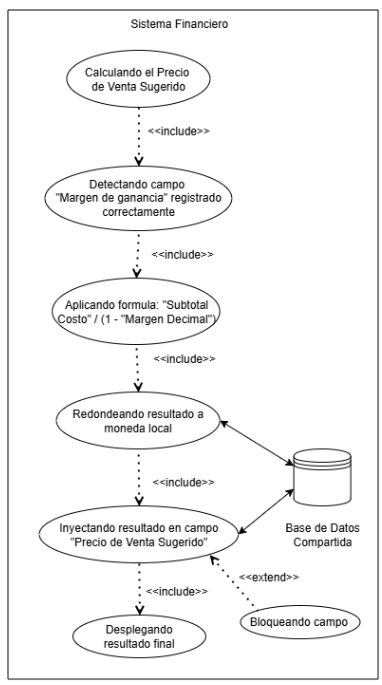 Sistema Financiero
Calculando el Precio
de Venta Sugerido
<<include>>
Detectando campo
"Margen de ganancia" registrado
correctamente
<<include>>
Aplicando formula: "Subtotal
Costo" / (1 - "Margen Decimal")
<<include>>
Redondeando resultado a
moneda local
<<include>>
Base de Datos
Compartida
Inyectando resultado en campo
"Precio de Venta Sugerido"
<<extend>>
<<include>>
Bloqueando campo
Desplegando
resultado final